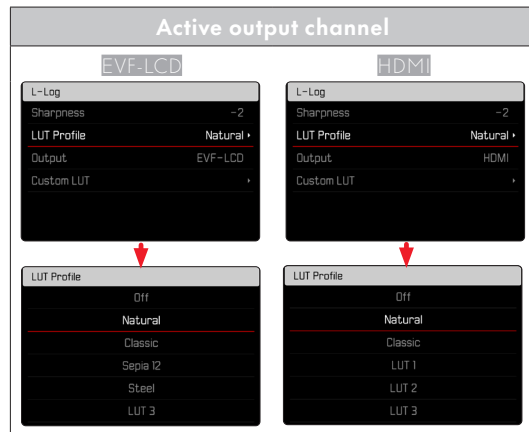 Active output channel
EVF-LCD
L-Log
Sharpness -2
LUT Profile Natural
Output EVF-LCD
Custom LUT
LUT Profile
Off
Natural
Classic
Sepia 12
Steel
LUT 3
HDMI
L-Log
Sharpness -2
LUT Profile Natural
Output HDMI
Custom LUT
LUT Profile
Off
Natural
Classic
LUT 1
LUT 2
LUT 3